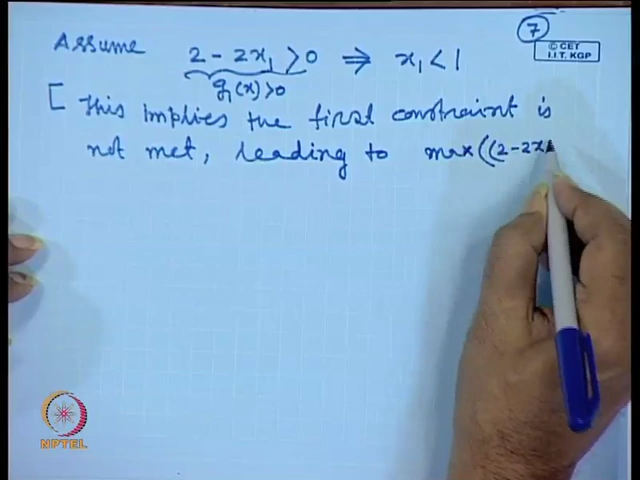 7
© CET
I.I.T. KGP
Assume 2 - 2x₁ > 0 ⇒ x₁ < 1
g₁(x) > 0
[ This implies the first constraint is
not met, leading to max((2-2x
NPTEL